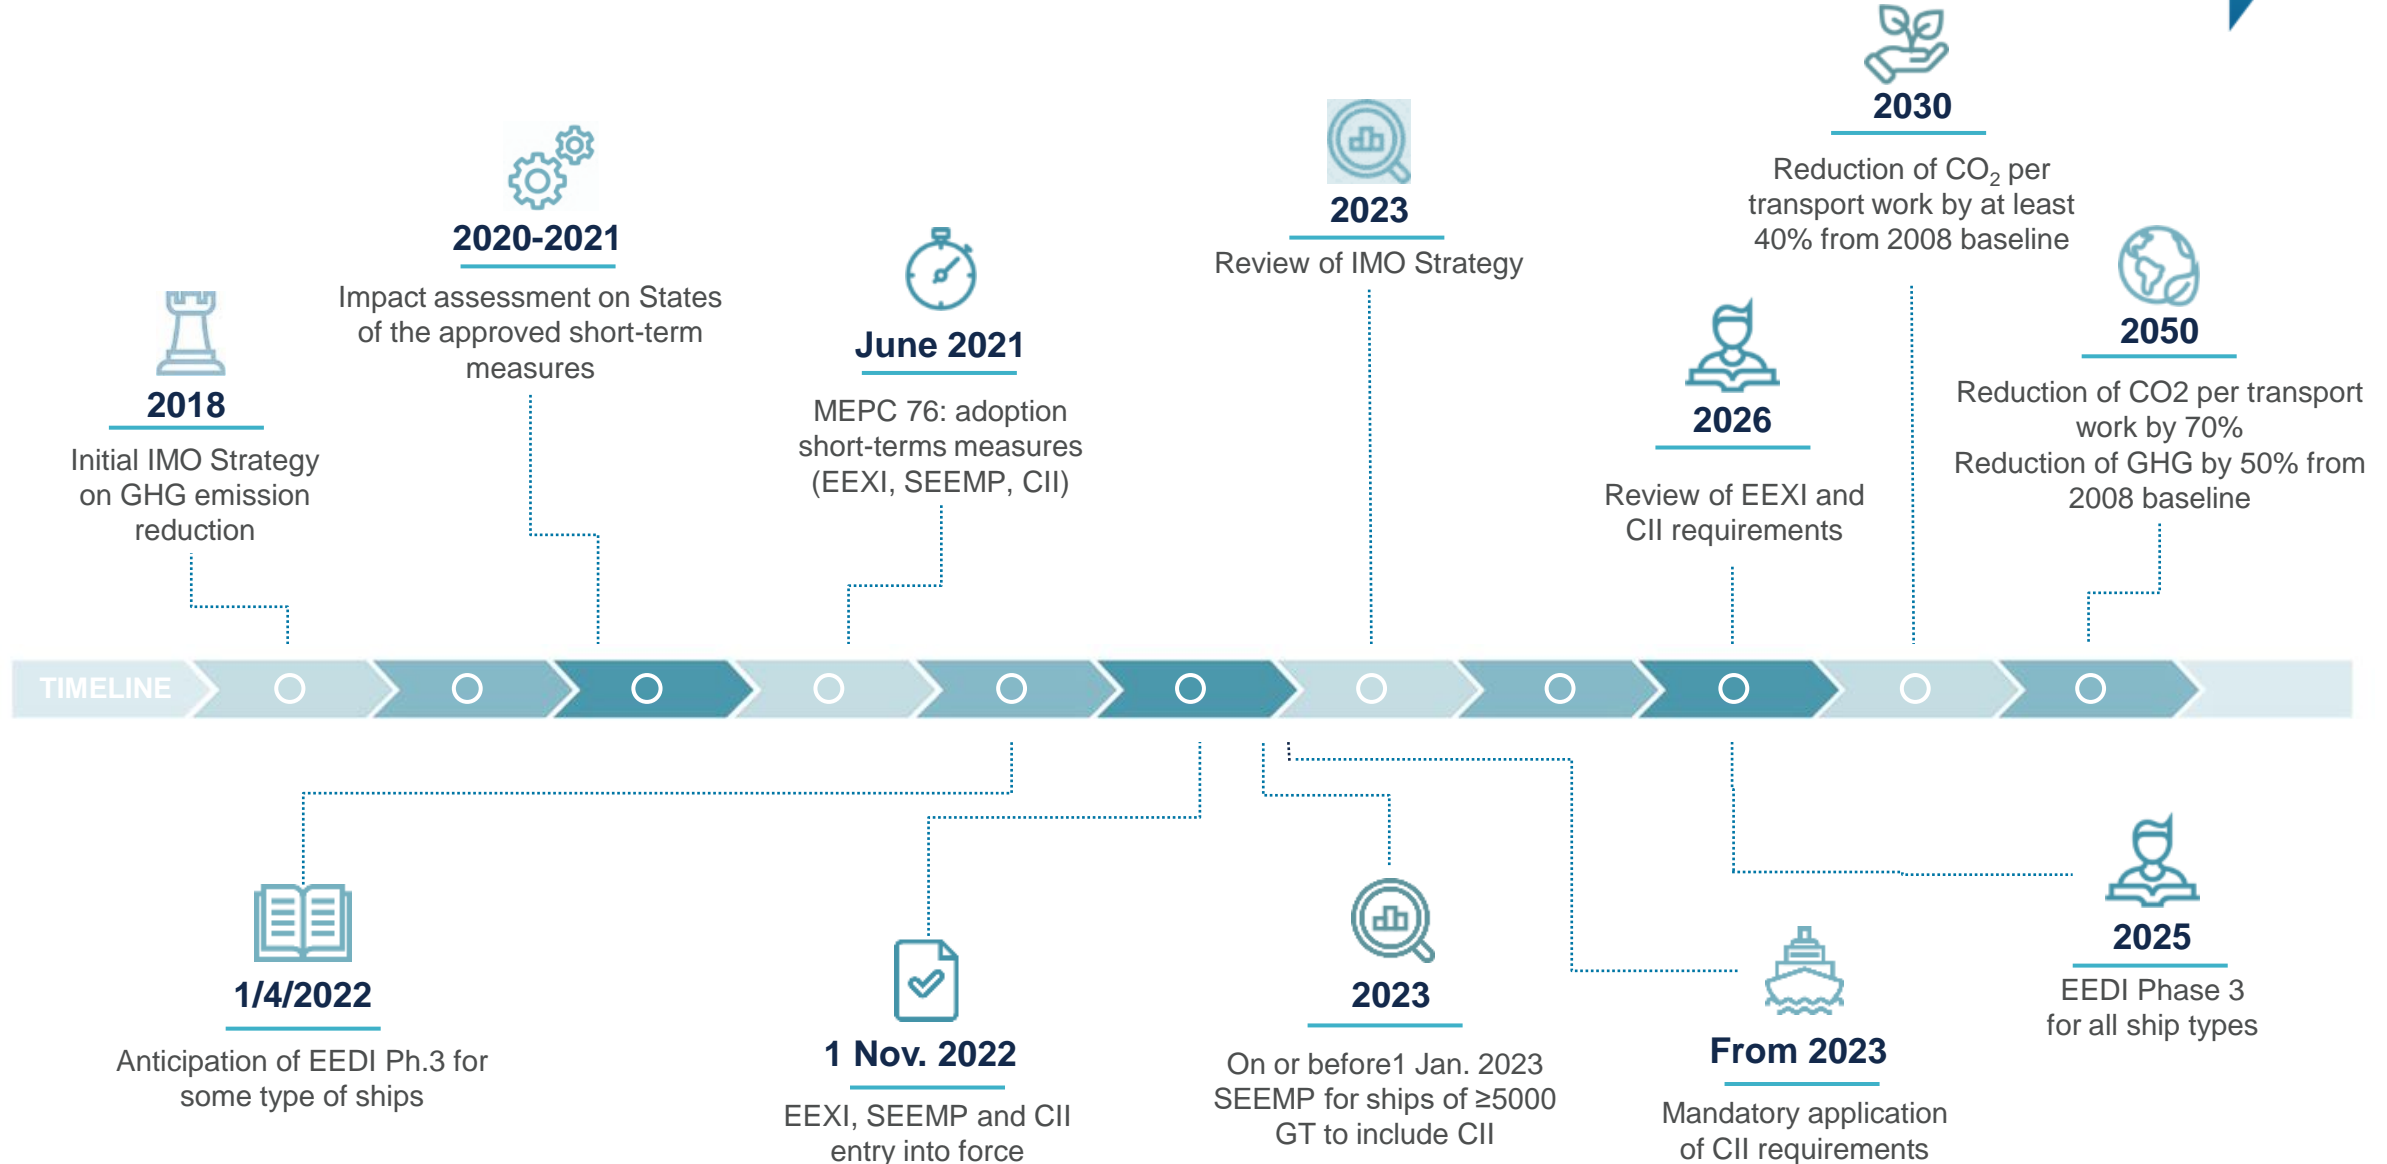 2018
Initial IMO Strategy
on GHG emission
reduction
2020-2021
Impact assessment on States
of the approved short-term
measures
June 2021
MEPC 76: adoption
short-terms measures
(EEXI, SEEMP, CII)
2023
Review of IMO Strategy
2026
Review of EEXI and
CII requirements
2030
Reduction of CO₂ per
transport work by at least
40% from 2008 baseline
2050
Reduction of CO2 per transport
work by 70%
Reduction of GHG by 50% from
2008 baseline
TIMELINE
1/4/2022
Anticipation of EEDI Ph.3 for
some type of ships
1 Nov. 2022
EEXI, SEEMP and CII
entry into force
2023
On or before1 Jan. 2023
SEEMP for ships of ≥5000
GT to include CII
From 2023
Mandatory application
of CII requirements
2025
EEDI Phase 3
for all ship types